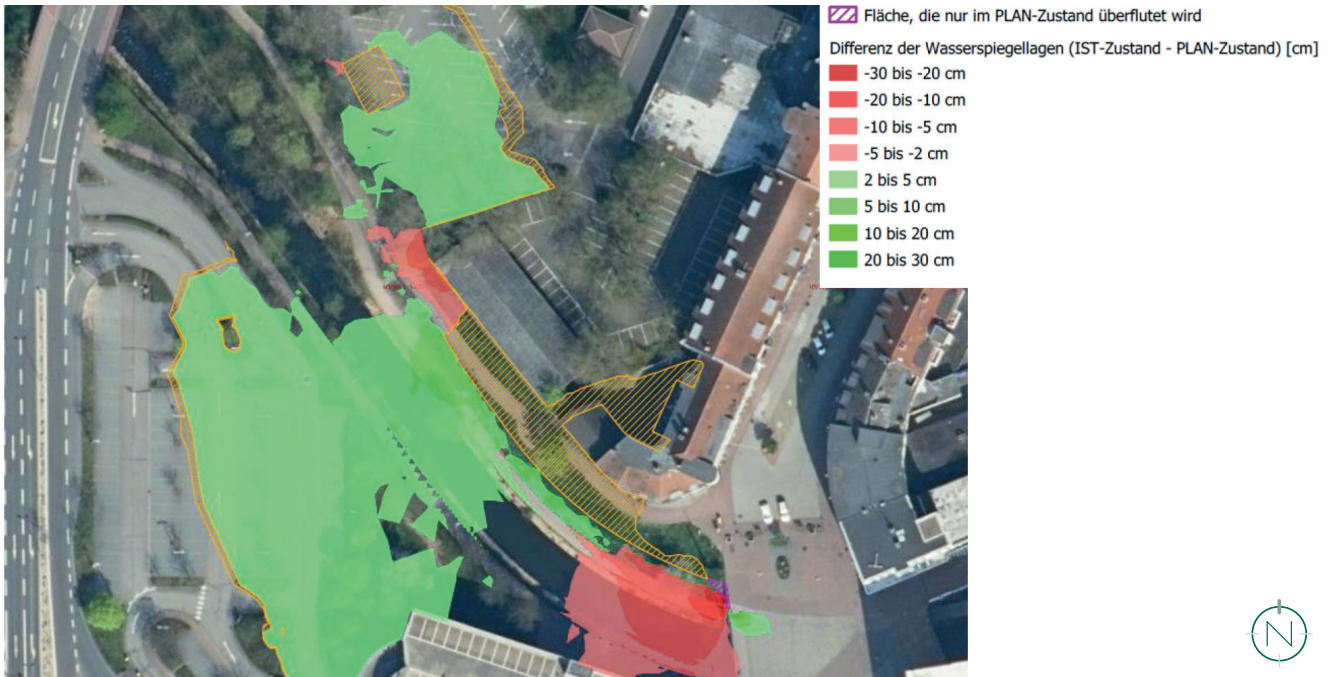 Fläche, die nur im PLAN-Zustand überflutet wird
Differenz der Wasserspiegellagen (IST-Zustand - PLAN-Zustand) [cm]
-30 bis -20 cm
-20 bis -10 cm
-10 bis -5 cm
-5 bis -2 cm
2 bis 5 cm
5 bis 10 cm
10 bis 20 cm
20 bis 30 cm
N